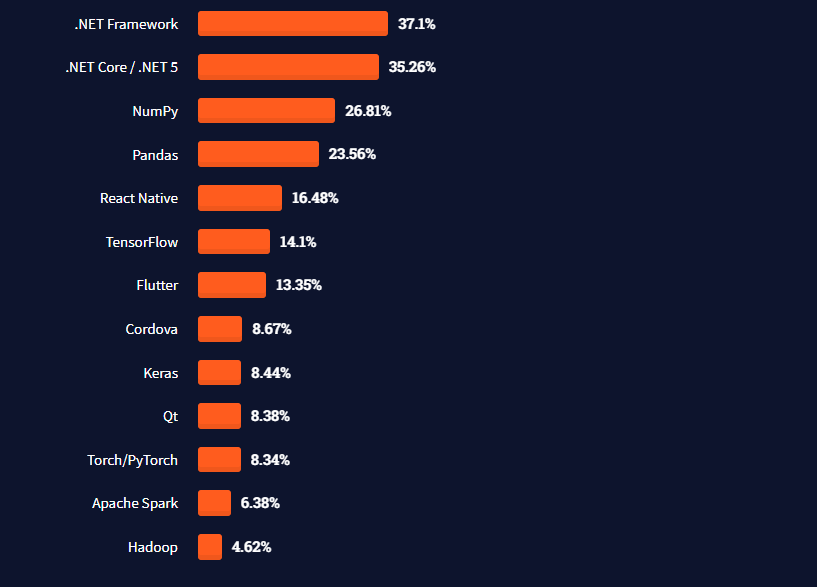 .NET Framework 37.1%
.NET Core / .NET 5 35.26%
NumPy 26.81%
Pandas 23.56%
React Native 16.48%
TensorFlow 14.1%
Flutter 13.35%
Cordova 8.67%
Keras 8.44%
Qt 8.38%
Torch/PyTorch 8.34%
Apache Spark 6.38%
Hadoop 4.62%